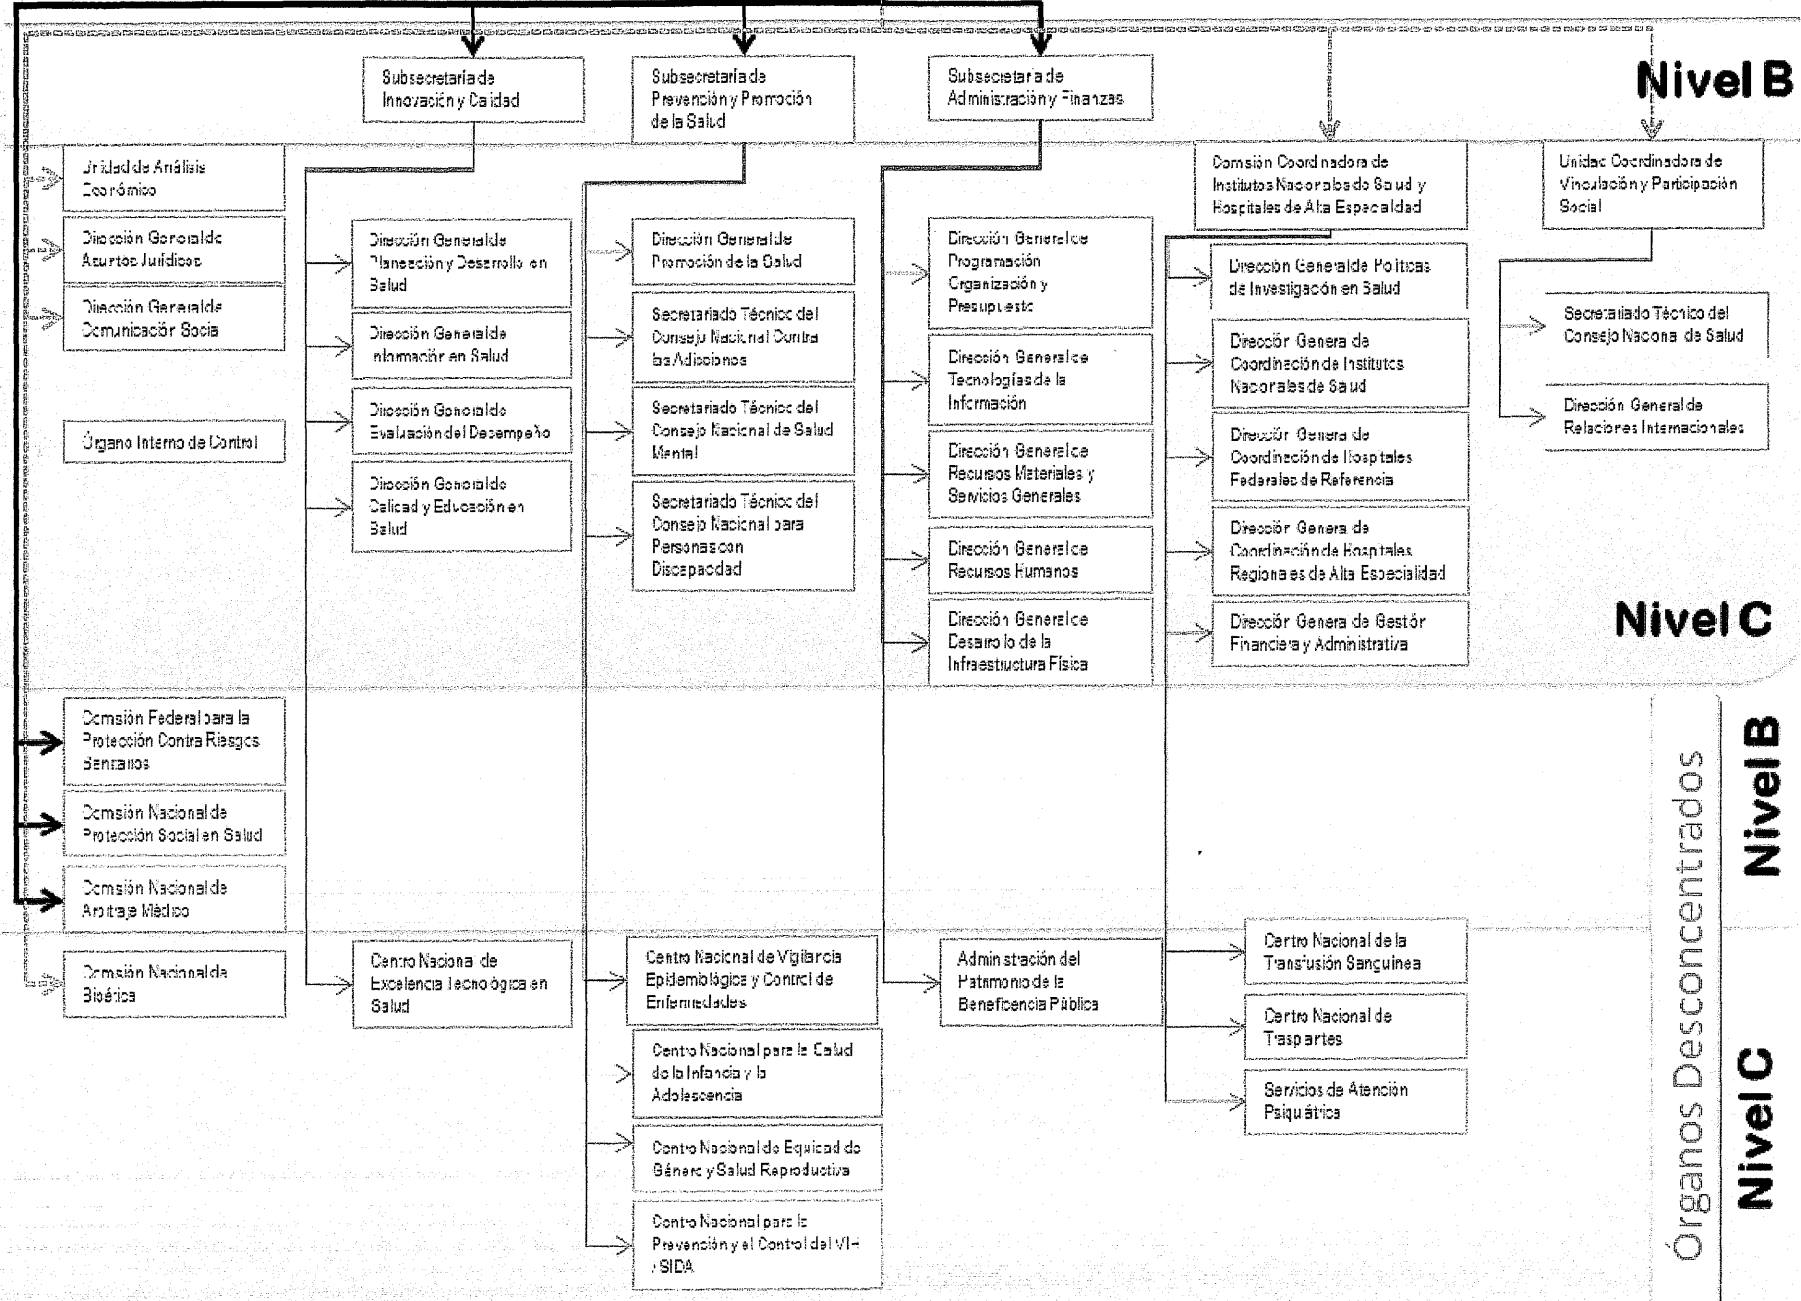 Subsecretaría de
Innovación y Calidad
Subsecretaría de
Prevención y Promoción
de la Salud
Subsecretaría de
Administración y Finanzas
Nivel B
Unidad de Análisis
Económico
Dirección General de
Asuntos Jurídicos
Dirección General de
Comunicación Social
Órgano Interno de Control
Dirección General de
Planeación y Desarrollo en
Salud
Dirección General de
Información en Salud
Dirección General de
Evaluación del Desempeño
Dirección General de
Calidad y Educación en
Salud
Dirección General de
Promoción de la Salud
Secretariado Técnico del
Consejo Nacional Contra
las Adicciones
Secretariado Técnico del
Consejo Nacional de Salud
Mental
Secretariado Técnico del
Consejo Nacional para
Personas con
Discapacidad
Dirección General de
Programación
Organización y
Presupuesto
Dirección General de
Tecnologías de la
Información
Dirección General de
Recursos Materiales y
Servicios Generales
Dirección General de
Recursos Humanos
Dirección General de
Desarrollo de la
Infraestructura Física
Comisión Coordinadora de
Institutos Nacionales de Salud y
Hospitales de Alta Especialidad
Dirección General de Políticas
de Investigación en Salud
Dirección General de
Coordinación de Institutos
Nacionales de Salud
Dirección General de
Coordinación de Hospitales
Federales de Referencia
Dirección General de
Coordinación de Hospitales
Regionales de Alta Especialidad
Dirección General de Gestión
Financiera y Administrativa
Unidad Coordinadora de
Vinculación y Participación
Social
Secretariado Técnico del
Consejo Nacional de Salud
Dirección General de
Relaciones Internacionales
Nivel C
Comisión Federal para la
Protección Contra Riesgos
Sanitarios
Comisión Nacional de
Protección Social en Salud
Comisión Nacional de
Arbitraje Médico
Comisión Nacional de
Bioética
Centro Nacional de
Excelencia Tecnológica en
Salud
Centro Nacional de Vigilancia
Epidemiológica y Control de
Enfermedades
Centro Nacional para la Salud
de la Infancia y la
Adolescencia
Centro Nacional de Equidad de
Género y Salud Reproductiva
Centro Nacional para la
Prevención y el Control del VIH
/ SIDA
Administración del
Patrimonio de la
Beneficencia Pública
Centro Nacional de la
Transfusión Sanguínea
Centro Nacional de
Trasplantes
Servicios de Atención
Psiquiátrica
Órganos Desconcentrados
Nivel B
Nivel C